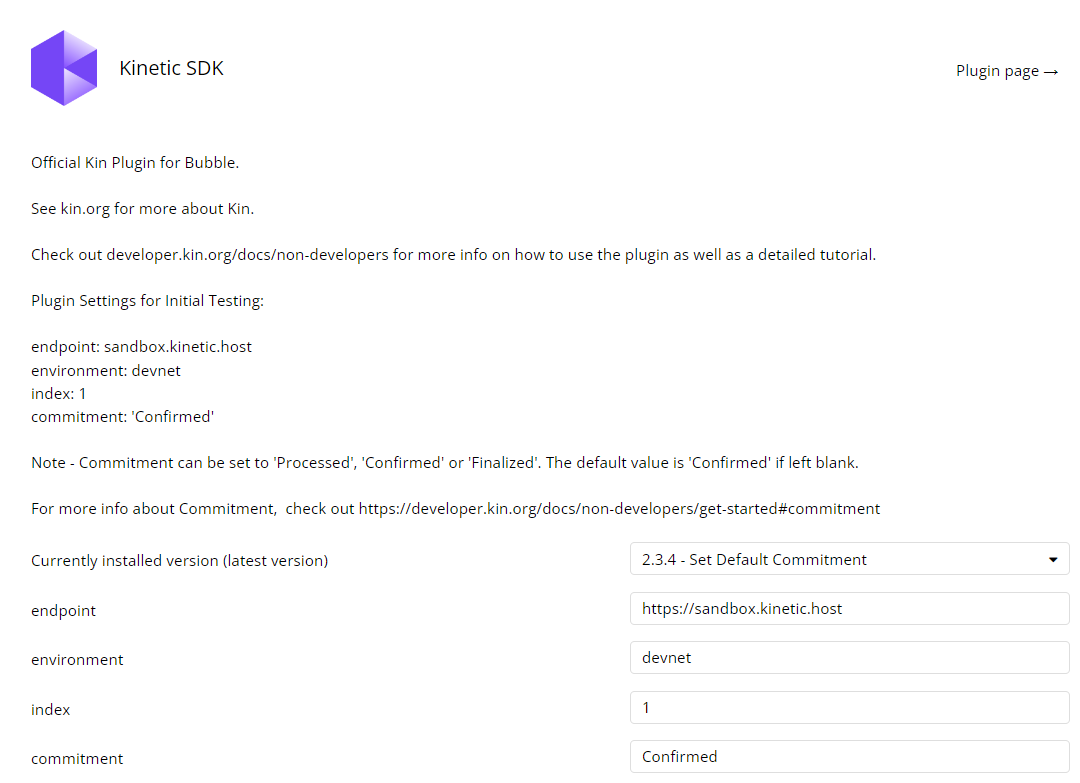 Kinetic SDK
Plugin page →
Official Kin Plugin for Bubble.
See kin.org for more about Kin.
Check out developer.kin.org/docs/non-developers for more info on how to use the plugin as well as a detailed tutorial.
Plugin Settings for Initial Testing:
endpoint: sandbox.kinetic.host
environment: devnet
index: 1
commitment: 'Confirmed'
Note - Commitment can be set to 'Processed', 'Confirmed' or 'Finalized'. The default value is 'Confirmed' if left blank.
For more info about Commitment,  check out https://developer.kin.org/docs/non-developers/get-started#commitment
Currently installed version (latest version)
2.3.4 - Set Default Commitment
endpoint
https://sandbox.kinetic.host
environment
devnet
index
1
commitment
Confirmed